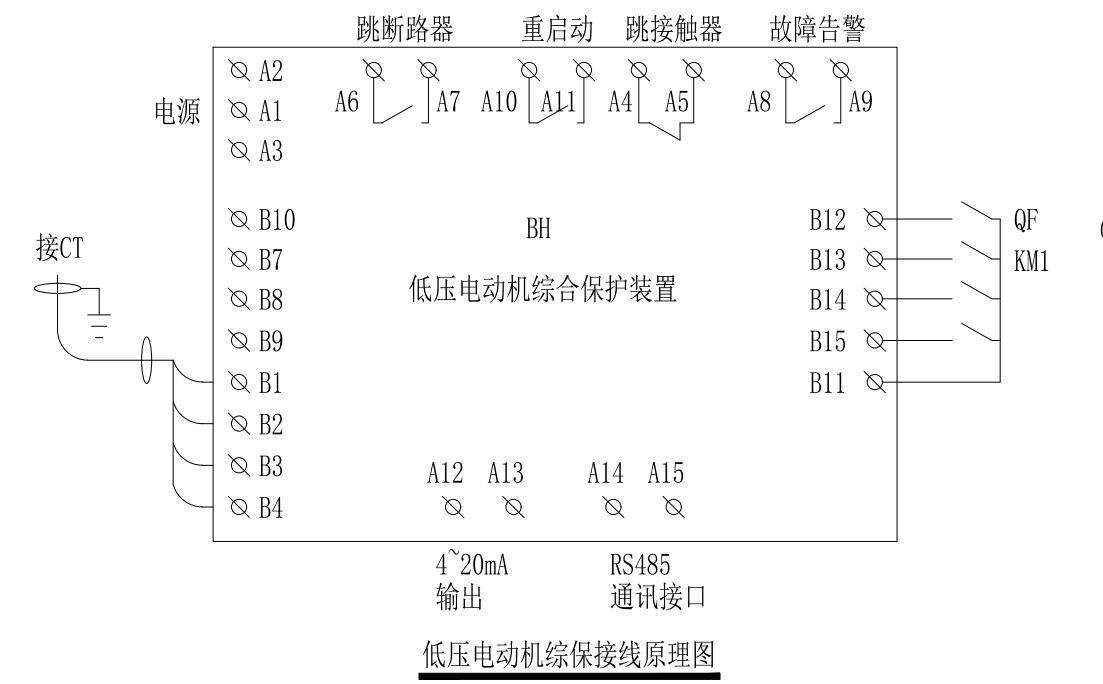 跳断路器 重启动 跳接触器 故障告警
A2
A6 A7 A10 A11 A4 A5 A8 A9
电源 A1
A3
B10 BH B12 QF
接CT B7 B13 KM1
低压电动机综合保护装置
B8 B14
B9 B15
B1 B11
B2
B3 A12 A13 A14 A15
B4
4~20mA RS485
输出 通讯接口
低压电动机综保接线原理图